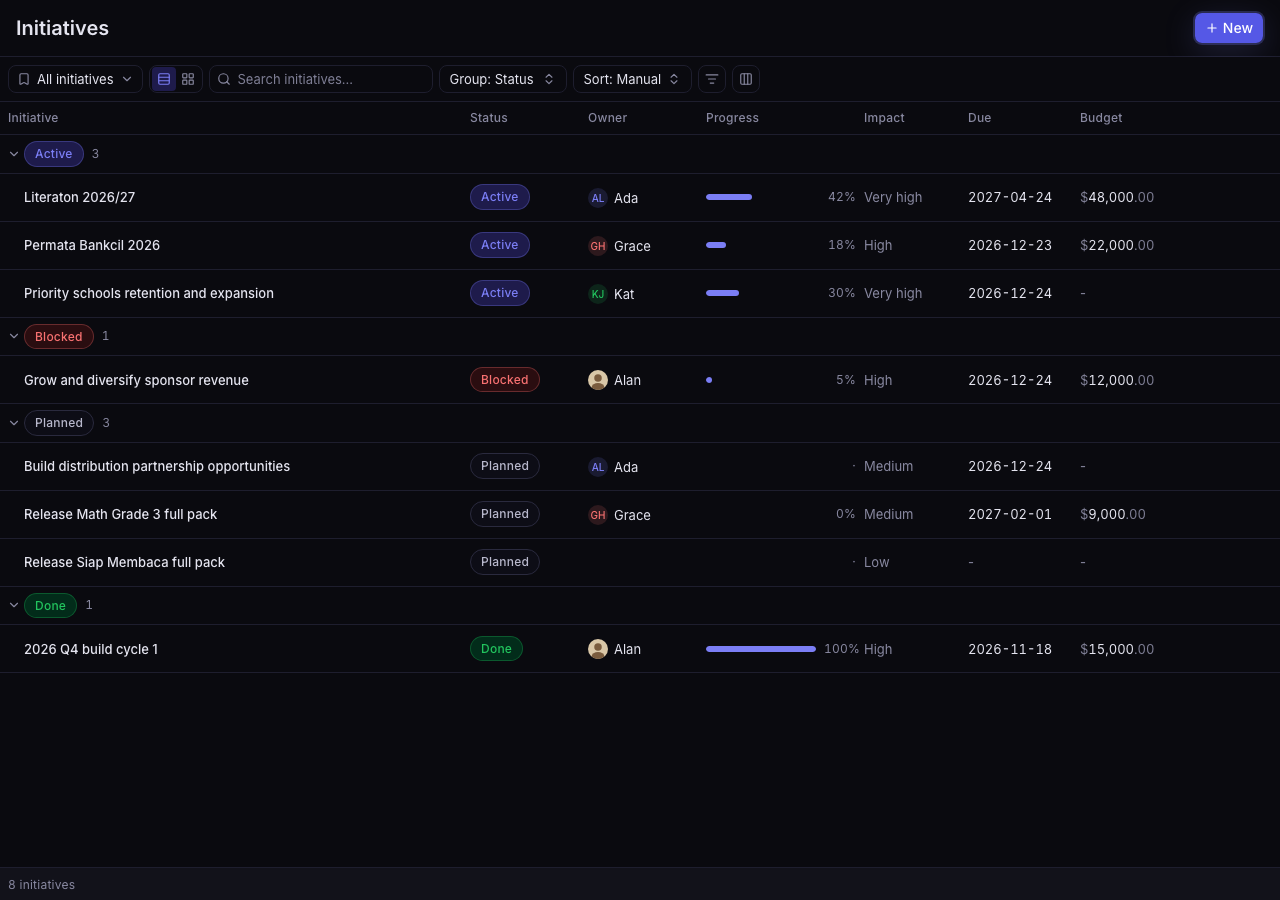 Initiatives
+ New
All initiatives
Search initiatives...
Group: Status
Sort: Manual
Initiative Status Owner Progress Impact Due Budget
Active 3
Literaton 2026/27 Active AL Ada 42% Very high 2027-04-24 $48,000.00
Permata Bankcil 2026 Active GH Grace 18% High 2026-12-23 $22,000.00
Priority schools retention and expansion Active KJ Kat 30% Very high 2026-12-24 -
Blocked 1
Grow and diversify sponsor revenue Blocked Alan 5% High 2026-12-24 $12,000.00
Planned 3
Build distribution partnership opportunities Planned AL Ada · Medium 2026-12-24 -
Release Math Grade 3 full pack Planned GH Grace 0% Medium 2027-02-01 $9,000.00
Release Siap Membaca full pack Planned · Low - -
Done 1
2026 Q4 build cycle 1 Done Alan 100% High 2026-11-18 $15,000.00
8 initiatives